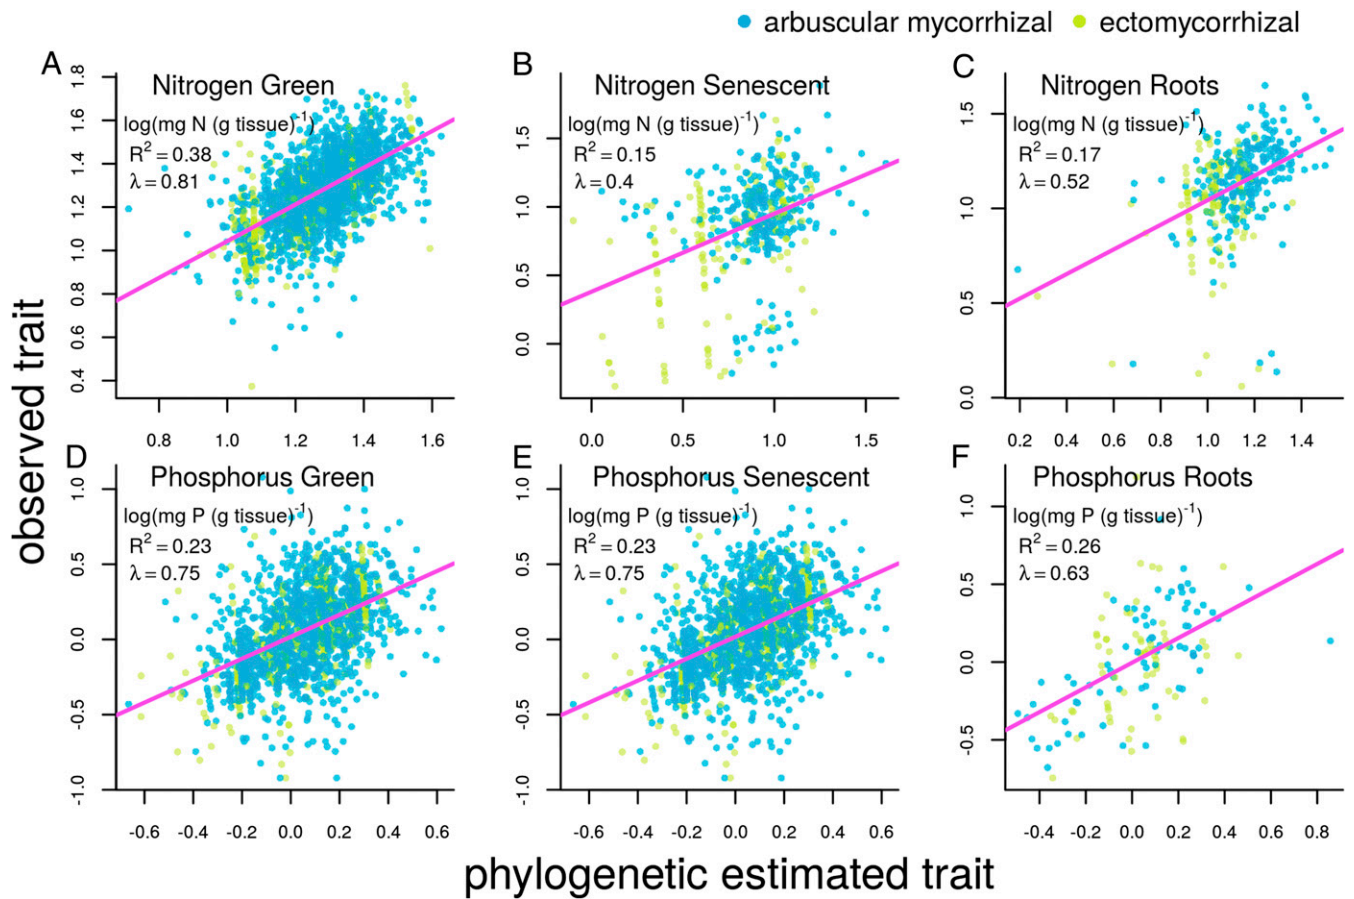 arbuscular mycorrhizal ectomycorrhizal
A
Nitrogen Green
log(mg N (g tissue)⁻¹)
R² = 0.38
λ = 0.81
1.8
1.6
1.4
1.2
1.0
0.8
0.6
0.4
0.8 1.0 1.2 1.4 1.6
B
Nitrogen Senescent
log(mg N (g tissue)⁻¹)
R² = 0.15
λ = 0.4
1.5
1.0
0.5
0.0
0.0 0.5 1.0 1.5
C
Nitrogen Roots
log(mg N (g tissue)⁻¹)
R² = 0.17
λ = 0.52
1.5
1.0
0.5
0.0
0.2 0.4 0.6 0.8 1.0 1.2 1.4
observed trait
D
Phosphorus Green
log(mg P (g tissue)⁻¹)
R² = 0.23
λ = 0.75
1.0
0.5
0.0
-0.5
-1.0
-0.6 -0.4 -0.2 0.0 0.2 0.4 0.6
E
Phosphorus Senescent
log(mg P (g tissue)⁻¹)
R² = 0.23
λ = 0.75
1.0
0.5
0.0
-0.5
-1.0
-0.6 -0.4 -0.2 0.0 0.2 0.4 0.6
F
Phosphorus Roots
log(mg P (g tissue)⁻¹)
R² = 0.26
λ = 0.63
1.0
0.5
0.0
-0.5
-0.4 -0.2 0.0 0.2 0.4 0.6 0.8
phylogenetic estimated trait